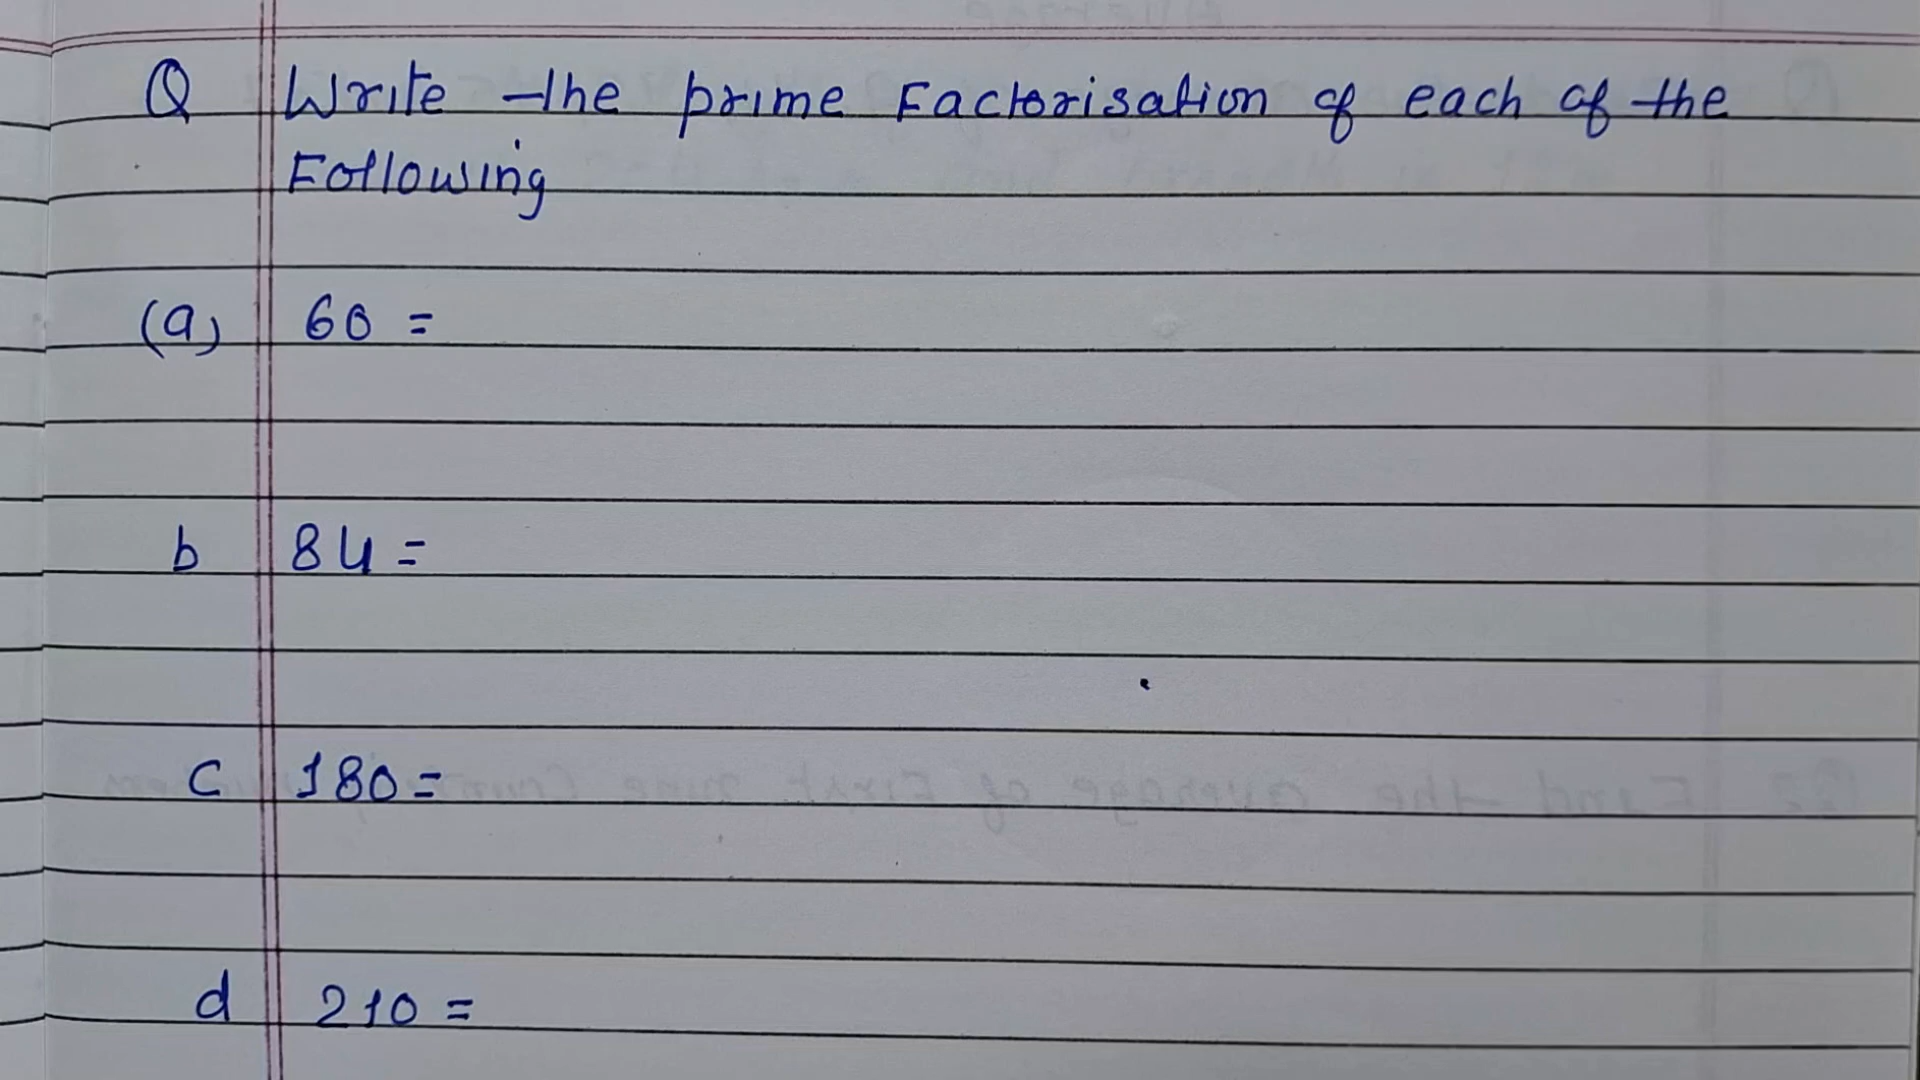 Q Write the prime Factorisation of each of the
Following
(a) 60 =
b 84 =
c 180 =
d 210 =